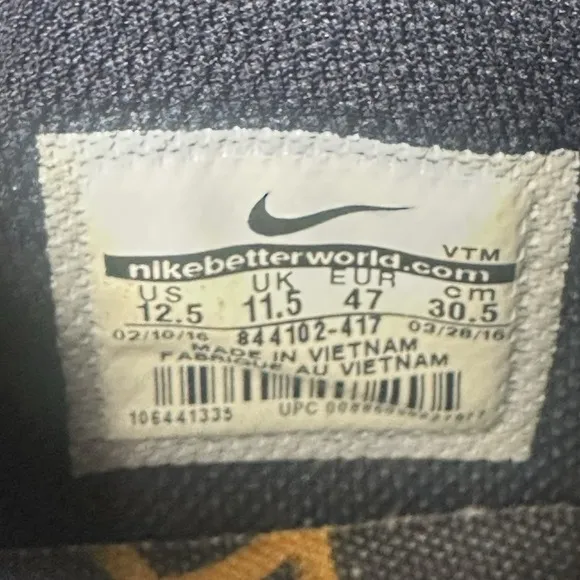 VTM
nikebetterworld.com
US UK EUR cm
12.5 11.5 47 30.5
02/10/16 844102-417 03/28/16
MADE IN VIETNAM
FABRIQUE AU VIETNAM
106441335 UPC